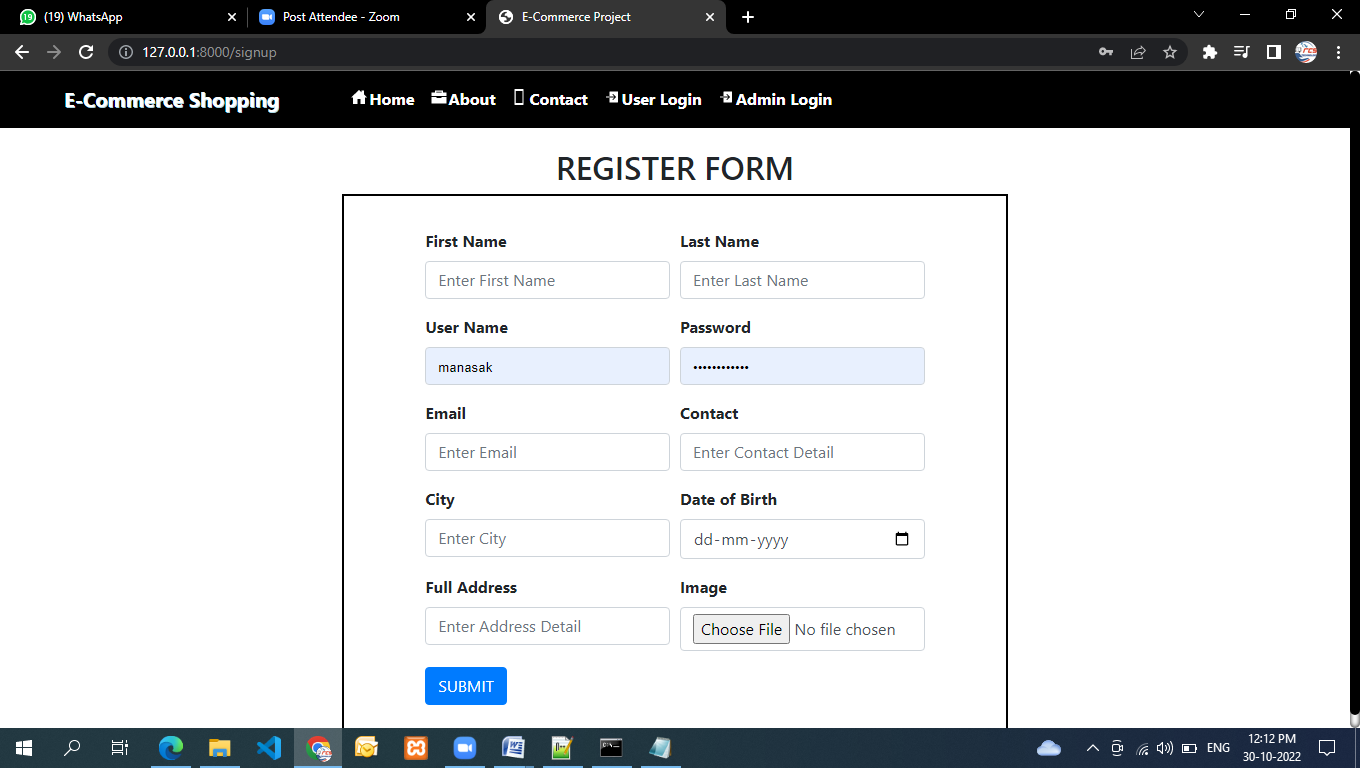 (19) WhatsApp
Post Attendee - Zoom
E-Commerce Project
127.0.0.1:8000/signup
E-Commerce Shopping
Home
About
Contact
User Login
Admin Login
REGISTER FORM
First Name
Last Name
Enter First Name
Enter Last Name
User Name
Password
manasak
••••••••••••
Email
Contact
Enter Email
Enter Contact Detail
City
Date of Birth
Enter City
dd-mm-yyyy
Full Address
Image
Enter Address Detail
Choose File No file chosen
SUBMIT
ENG
12:12 PM
30-10-2022